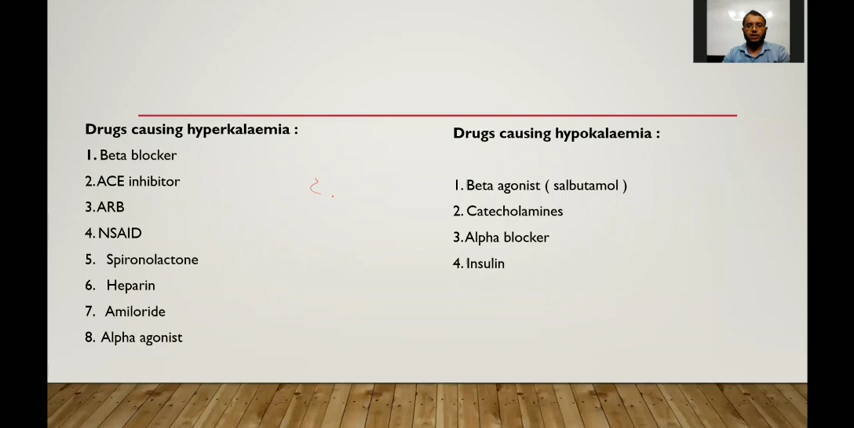 Drugs causing hyperkalaemia :
1. Beta blocker
2.ACE inhibitor
3.ARB
4. NSAID
5. Spironolactone
6. Heparin
7. Amiloride
8. Alpha agonist
Drugs causing hypokalaemia :
1. Beta agonist ( salbutamol )
2. Catecholamines
3.Alpha blocker
4. Insulin